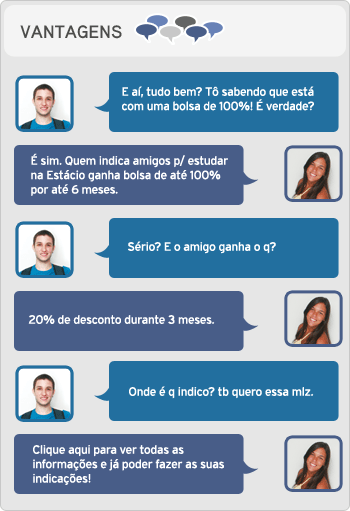 VANTAGENS
E aí, tudo bem? Tô sabendo que está
com uma bolsa de 100%! É verdade?
É sim. Quem indica amigos p/ estudar
na Estácio ganha bolsa de até 100%
por até 6 meses.
Sério? E o amigo ganha o q?
20% de desconto durante 3 meses.
Onde é q indico? tb quero essa mlz.
Clique aqui para ver todas as
informações e já poder fazer as suas
indicações!